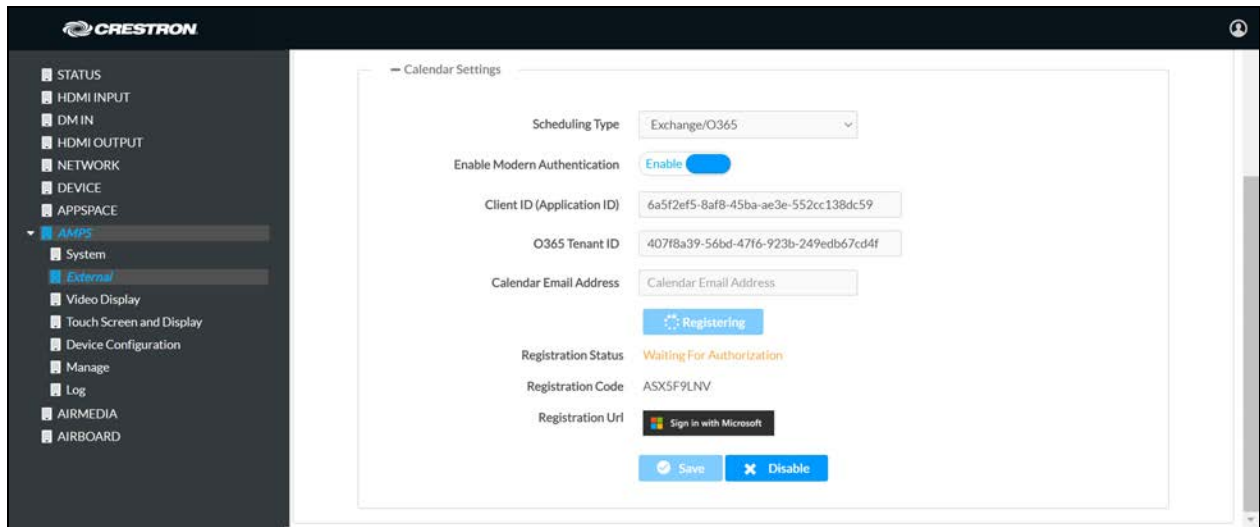 CRESTRON
STATUS
HDMI INPUT
DM IN
HDMI OUTPUT
NETWORK
DEVICE
APPSPACE
AMPS
System
External
Video Display
Touch Screen and Display
Device Configuration
Manage
Log
AIRMEDIA
AIRBOARD
Calendar Settings
Scheduling Type Exchange/O365
Enable Modern Authentication Enable
Client ID (Application ID) 6a5f2ef5-8af8-45ba-ae3e-552cc138dc59
O365 Tenant ID 407f8a39-56bd-47f6-923b-249edb67cd4f
Calendar Email Address Calendar Email Address
Registering
Registration Status Waiting For Authorization
Registration Code ASX5F9LNV
Registration Url Sign in with Microsoft
Save Disable